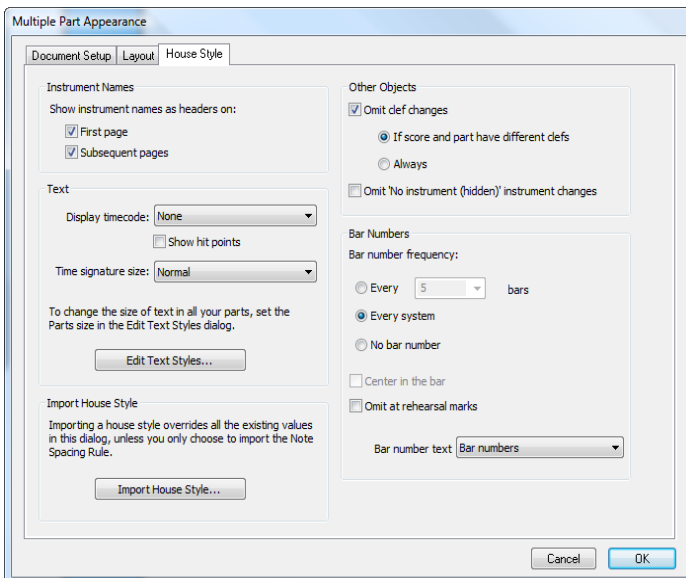 Multiple Part Appearance
Document Setup
Layout
House Style
Instrument Names
Show instrument names as headers on:
First page
Subsequent pages
Text
Display timecode: None
Show hit points
Time signature size: Normal
To change the size of text in all your parts, set the
Parts size in the Edit Text Styles dialog.
Edit Text Styles...
Import House Style
Importing a house style overrides all the existing values
in this dialog, unless you only choose to import the Note
Spacing Rule.
Import House Style...
Other Objects
Omit clef changes
If score and part have different clefs
Always
Omit 'No instrument (hidden)' instrument changes
Bar Numbers
Bar number frequency:
Every 5 bars
Every system
No bar number
Center in the bar
Omit at rehearsal marks
Bar number text Bar numbers
Cancel
OK